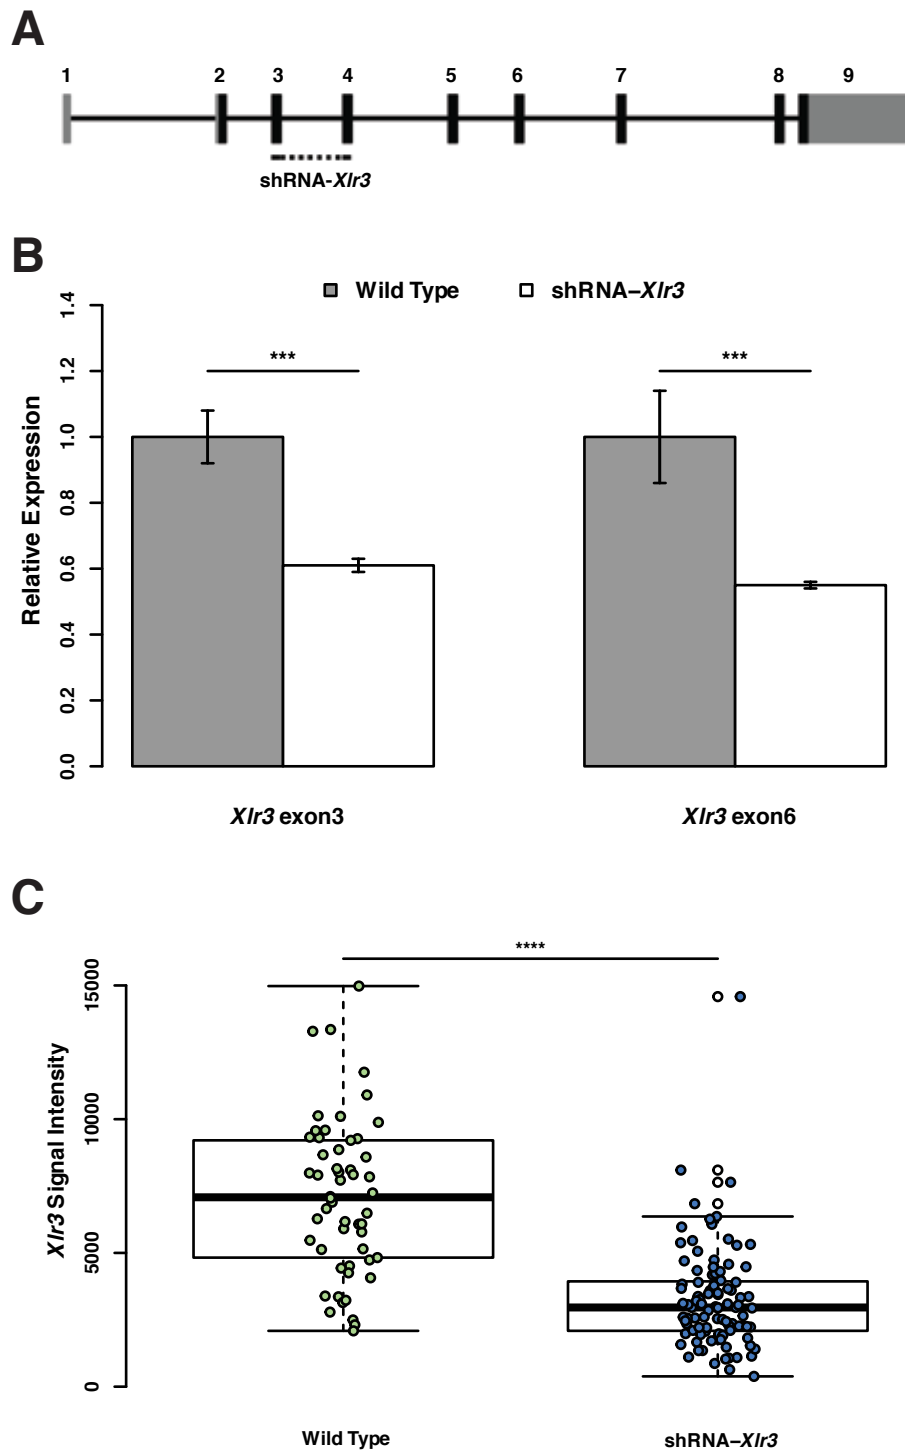 A
1 2 3 4 5 6 7 8 9
shRNA-Xlr3
B
Wild Type shRNA–Xlr3
1.4
1.2
1.0
0.8
0.6
0.4
0.2
0.0
Relative Expression
*** ***
Xlr3 exon3 Xlr3 exon6
C
****
15000
10000
5000
0
Xlr3 Signal Intensity
Wild Type shRNA–Xlr3